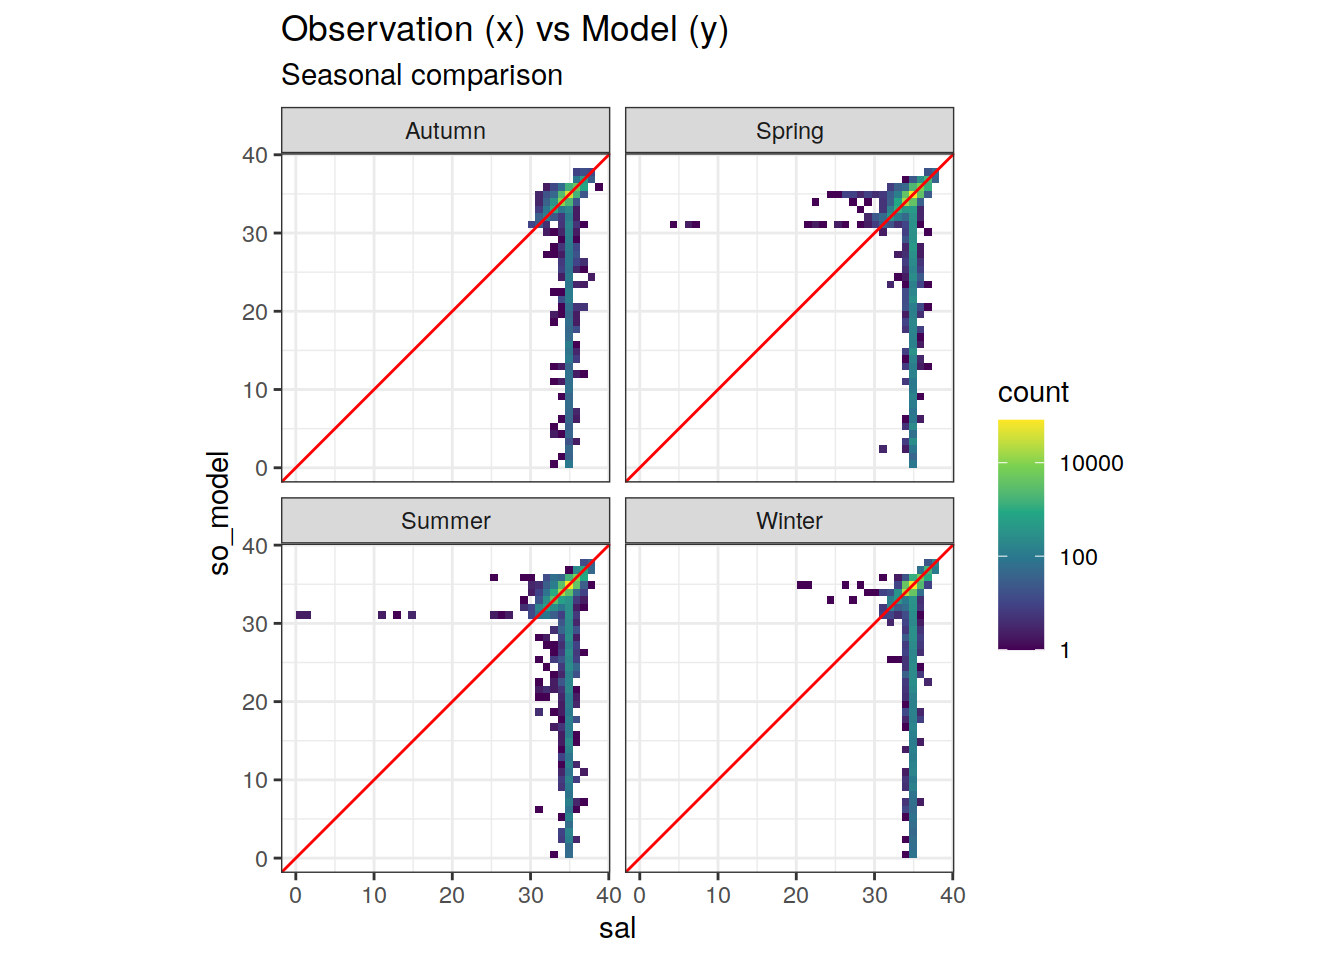 Observation (x) vs Model (y)
Seasonal comparison
Autumn
Spring
40
30
20
10
0
Summer
Winter
40
30
20
10
0
0 10 20 30 40
0 10 20 30 40
sal
so_model
count
10000
100
1